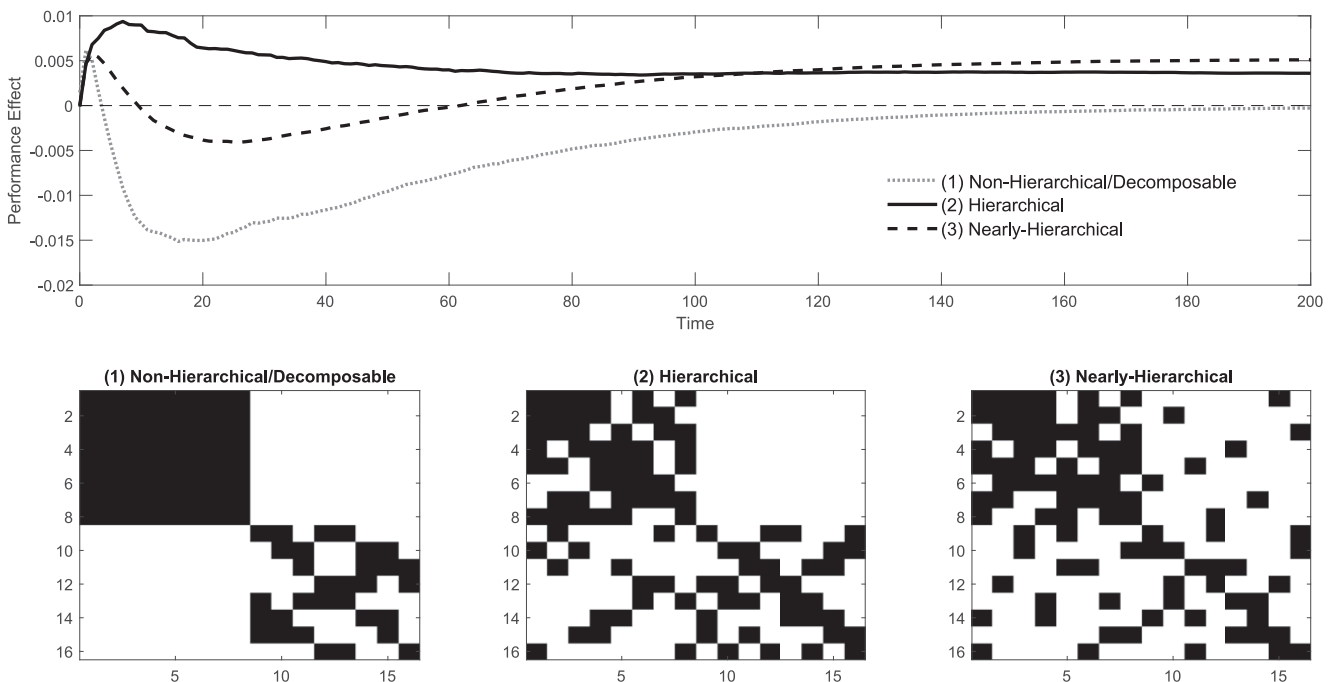 0.01
0.005
0
-0.005
-0.01
-0.015
-0.02
Performance Effect
(1) Non-Hierarchical/Decomposable
(2) Hierarchical
(3) Nearly-Hierarchical
0 20 40 60 80 100 120 140 160 180 200
Time
(1) Non-Hierarchical/Decomposable
2
4
6
8
10
12
14
16
5 10 15
(2) Hierarchical
2
4
6
8
10
12
14
16
5 10 15
(3) Nearly-Hierarchical
2
4
6
8
10
12
14
16
5 10 15